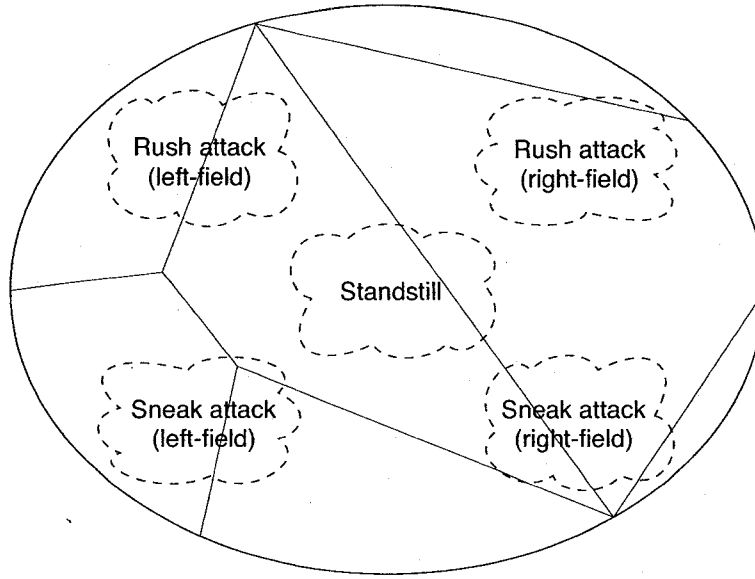 Rush attack
(left-field)
Rush attack
(right-field)
Standstill
Sneak attack
(left-field)
Sneak attack
(right-field)